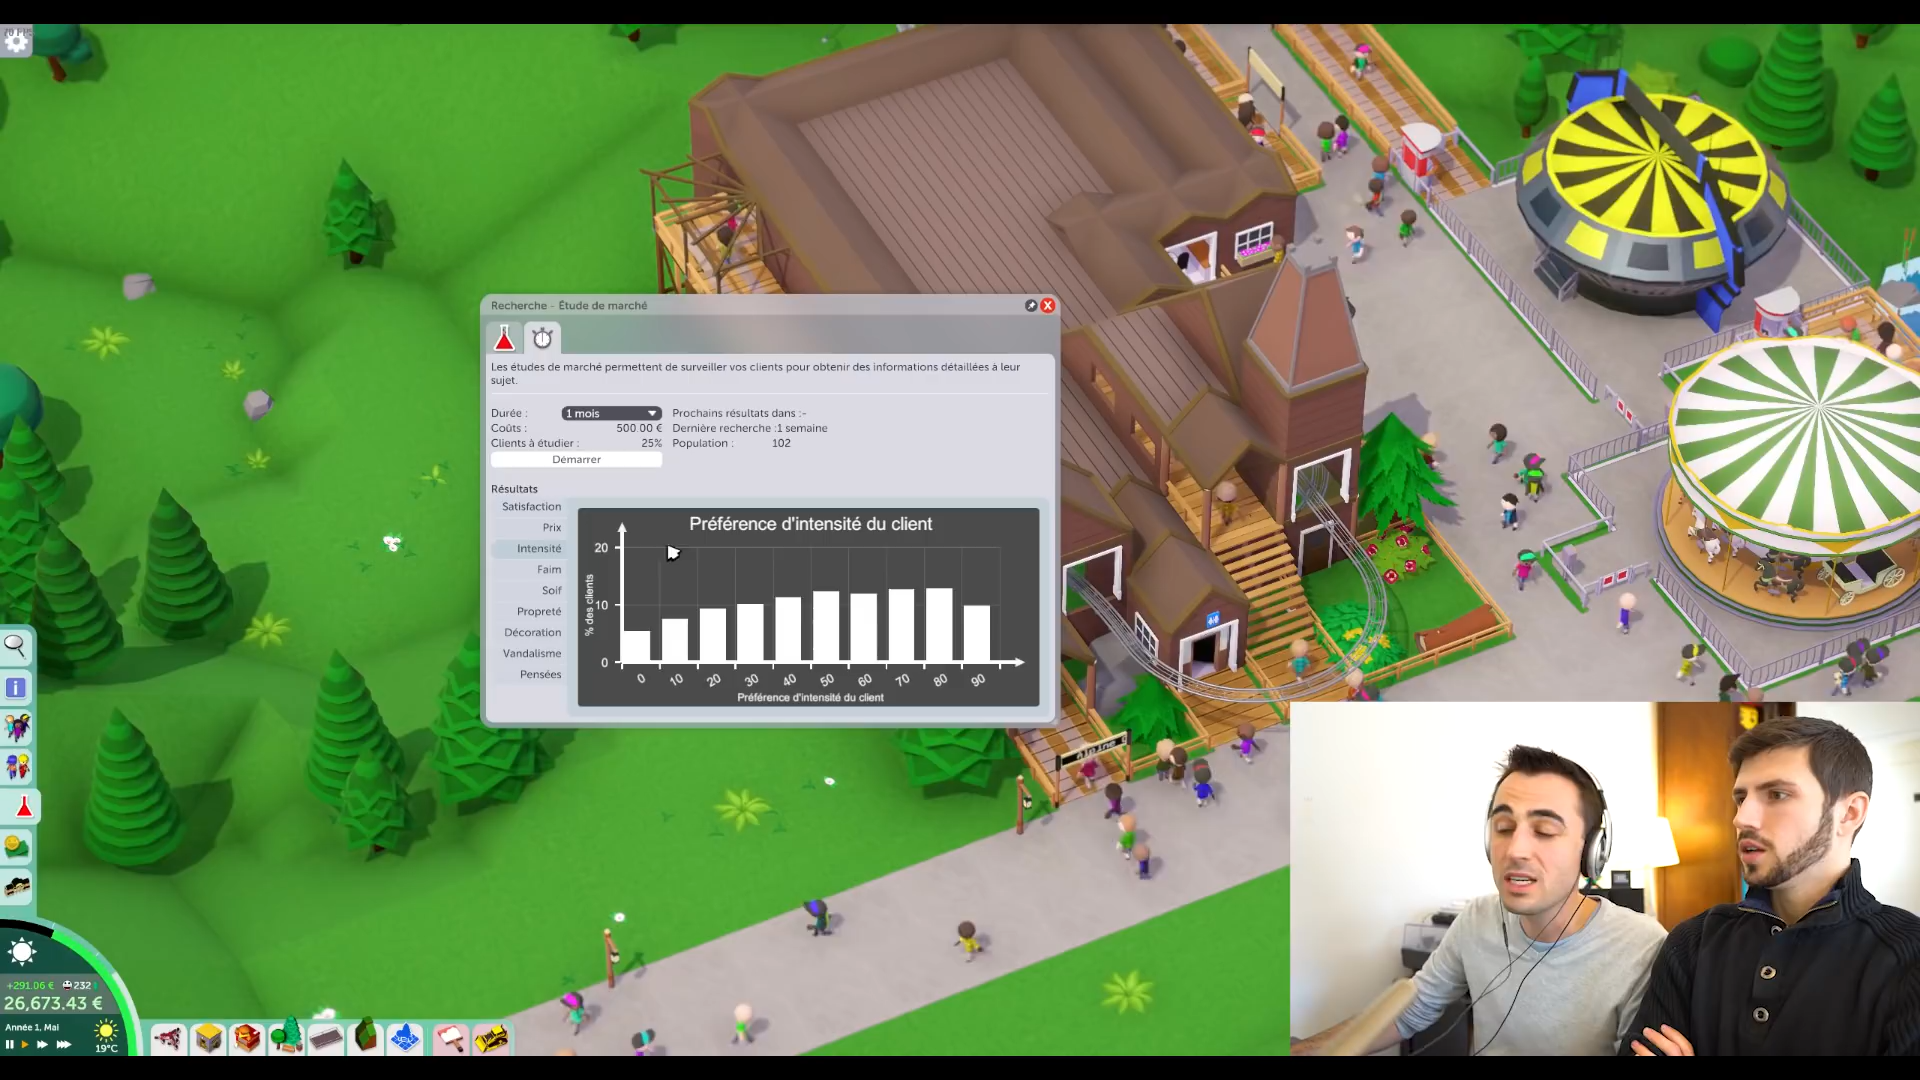 Recherche - Étude de marché
Les études de marché permettent de surveiller vos clients pour obtenir des informations détaillées à leur
sujet.
Durée : 1 mois Prochains résultats dans :-
Coûts : 500.00 € Dernière recherche :1 semaine
Clients à étudier : 25% Population : 102
Démarrer
Résultats
Satisfaction
Prix
Intensité
Faim
Soif
Propreté
Décoration
Vandalisme
Pensées
Préférence d'intensité du client
% des clients
20
10
0
0 10 20 30 40 50 60 70 80 90
Préférence d'intensité du client
Alpine
+291.06 € 232
26,673.43 €
Année 1, Mai
19°C